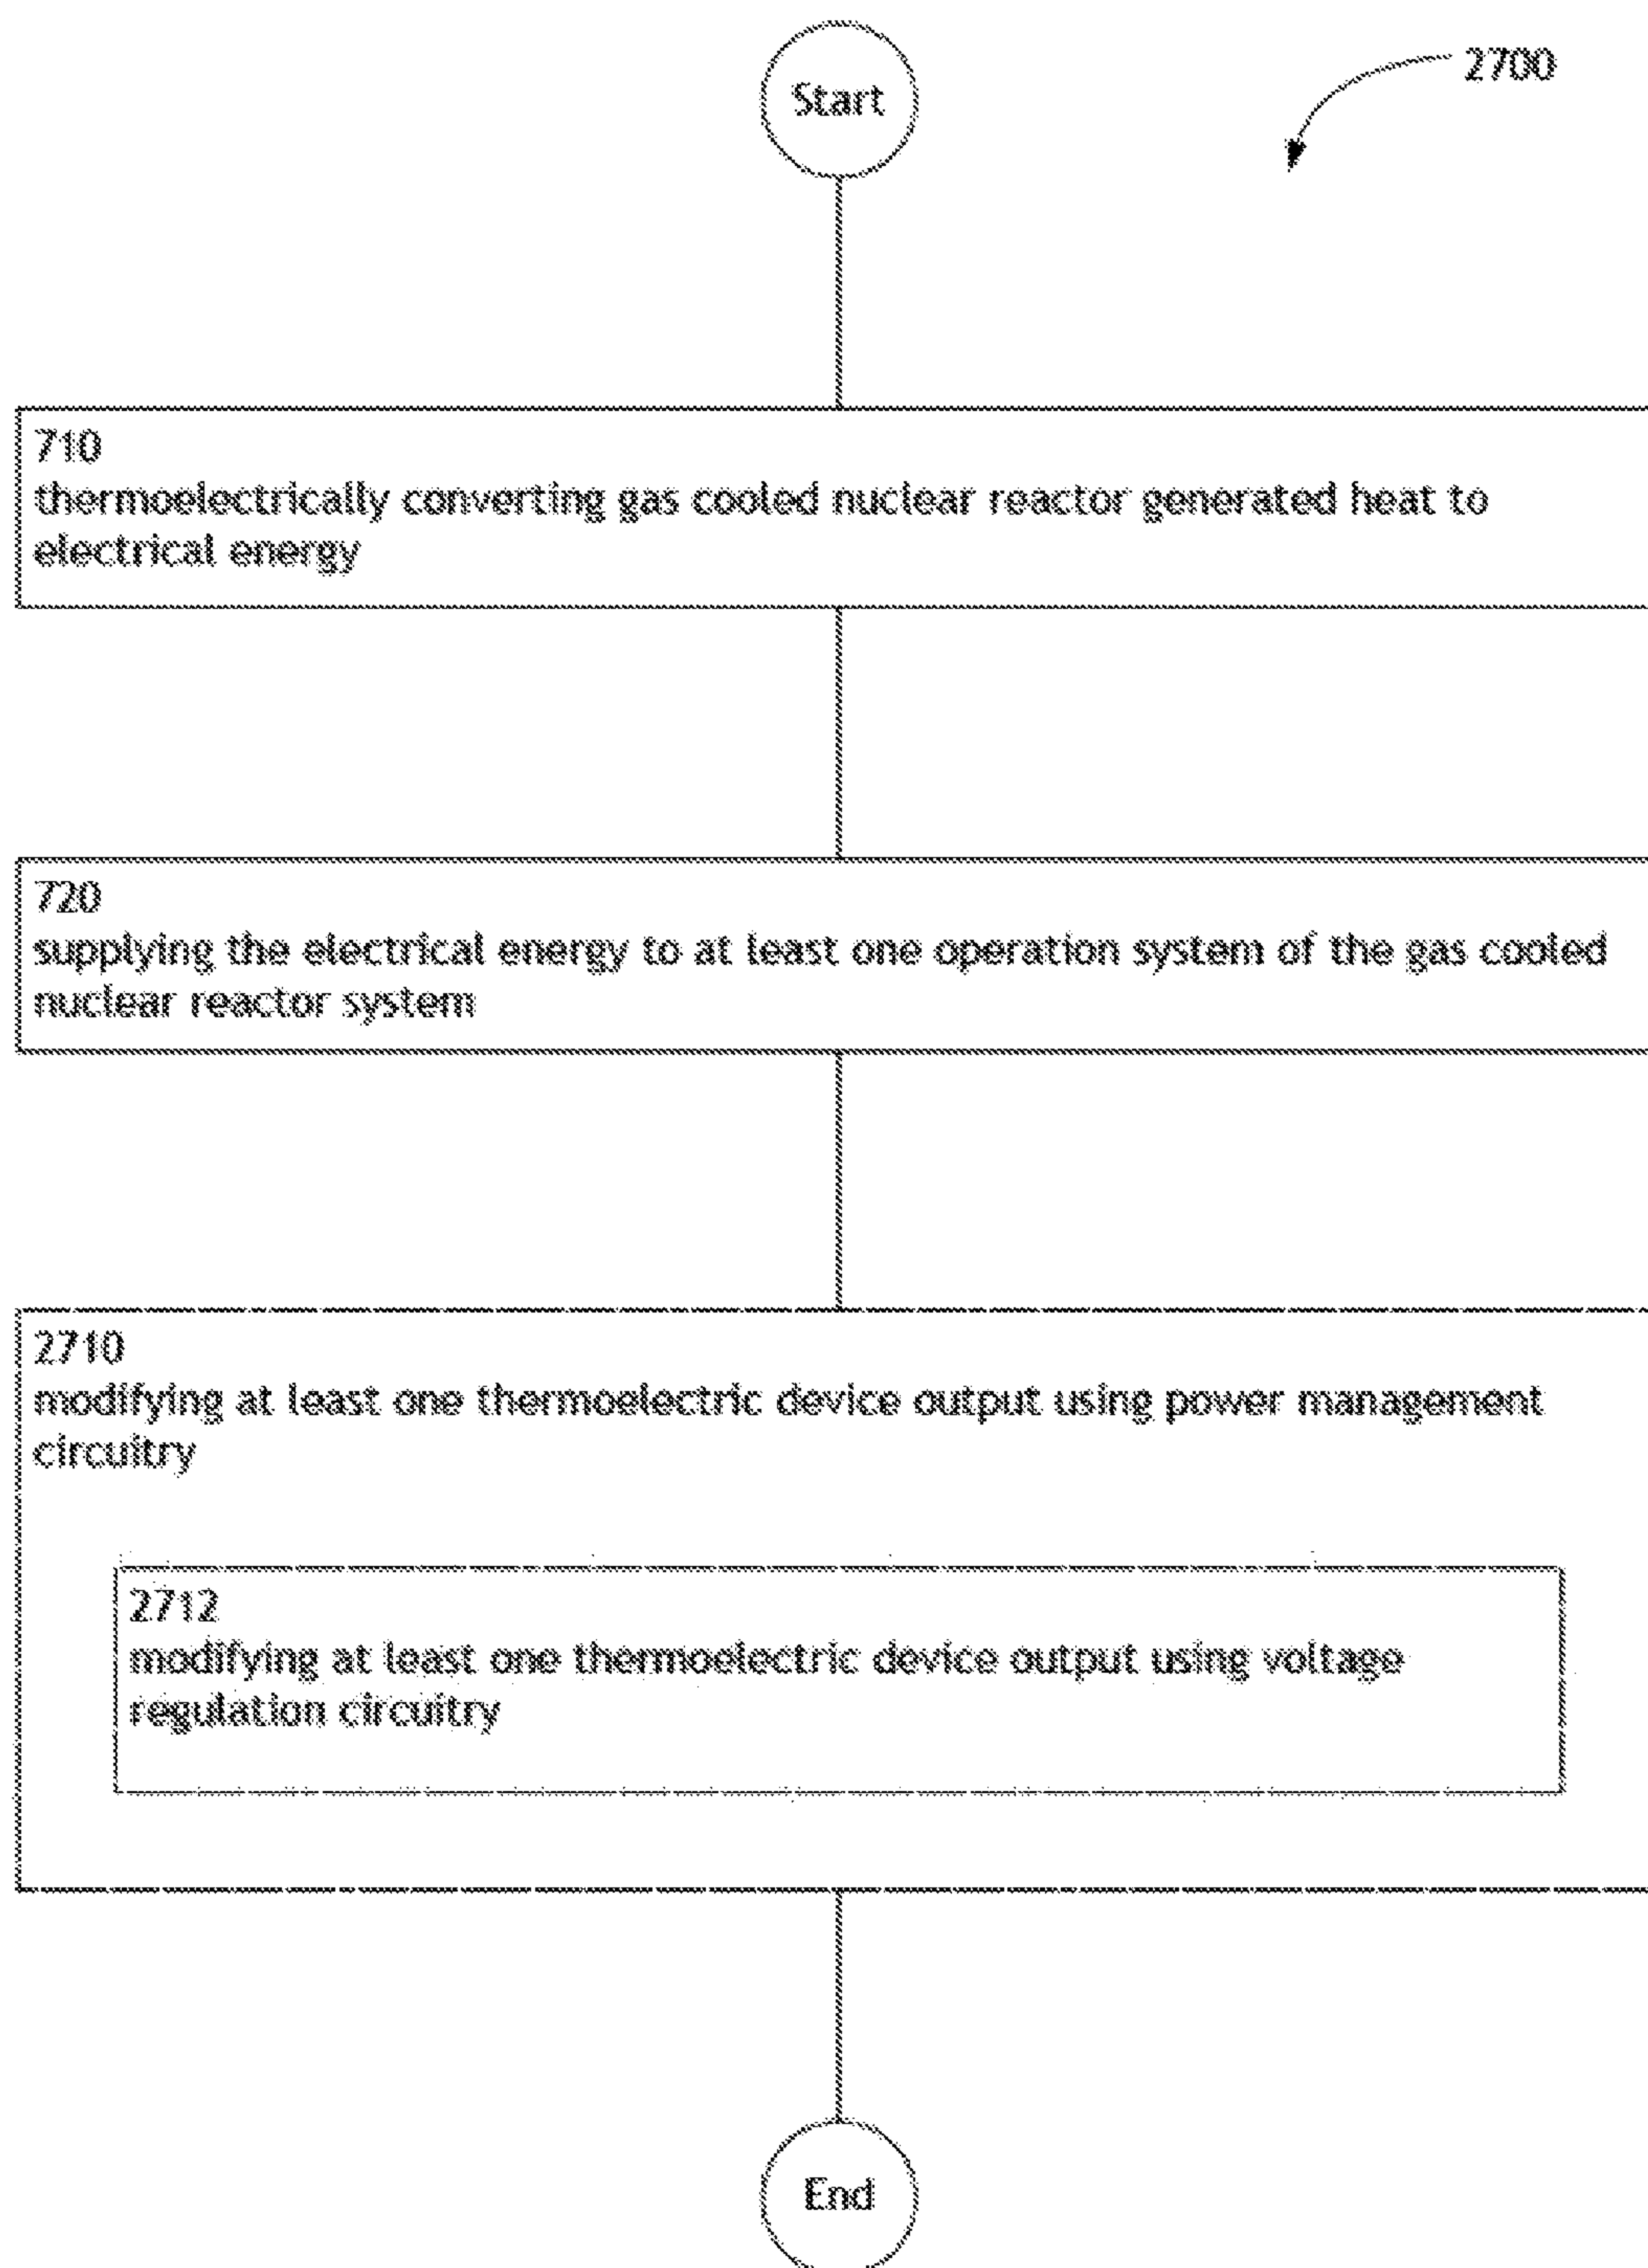 Start
2700
710
thermoelectrically converting gas cooled nuclear reactor generated heat to
electrical energy
720
supplying the electrical energy to at least one operation system of the gas cooled
nuclear reactor system
2710
modifying at least one thermoelectric device output using power management
circuitry
2712
modifying at least one thermoelectric device output using voltage
regulation circuitry
End